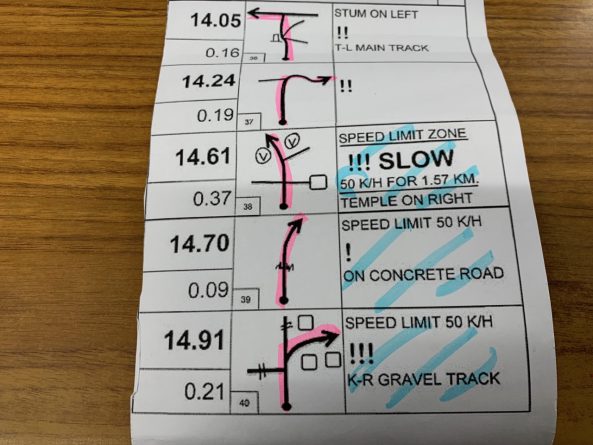 14.05
0.16
36
STUM ON LEFT
!!
T-L MAIN TRACK
14.24
0.19
37
!!
14.61
0.37
38
V
V
SPEED LIMIT ZONE
!!! SLOW
50 K/H FOR 1.57 KM.
TEMPLE ON RIGHT
14.70
0.09
39
SPEED LIMIT 50 K/H
!
ON CONCRETE ROAD
14.91
0.21
40
SPEED LIMIT 50 K/H
!!!
K-R GRAVEL TRACK